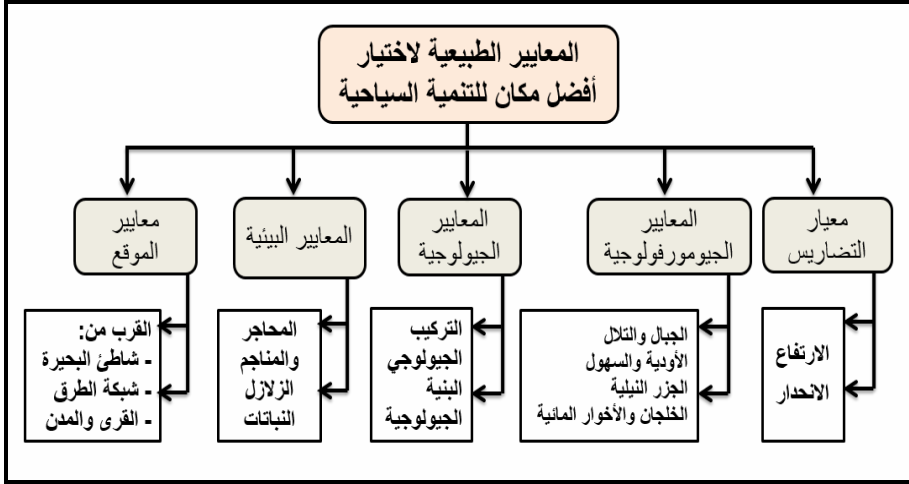 المعايير الطبيعية لاختيار
أفضل مكان للتنمية السياحية
معيار
التضاريس
المعايير
الجيومورفولوجية
المعايير
الجيولوجية
المعايير البيئية
معايير
الموقع
الارتفاع
الانحدار
الجبال والتلال
الأودية والسهول
الجزر النيلية
الخلجان والأخوار المائية
التركيب
الجيولوجي
البنية
الجيولوجية
المحاجر
والمناجم
الزلازل
النباتات
القرب من:
- شاطئ البحيرة
- شبكة الطرق
- القرى والمدن